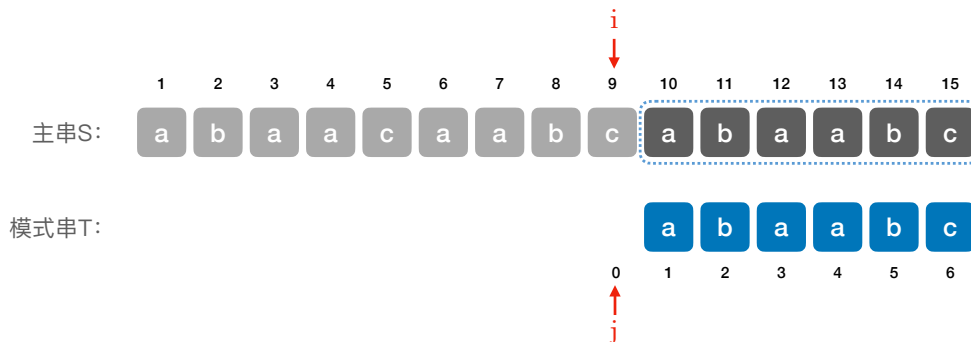 i
1 2 3 4 5 6 7 8 9 10 11 12 13 14 15
主串S: a b a a c a a b c a b a a b c
模式串T: a b a a b c
0 1 2 3 4 5 6
j